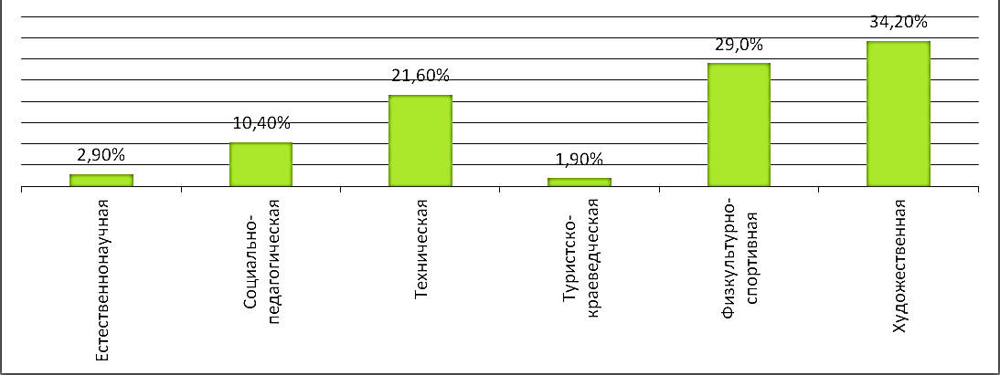 2,90%
10,40%
21,60%
1,90%
29,0%
34,20%
Естественнонаучная
Социально-
педагогическая
Техническая
Туристско-
краеведческая
Физкультурно-
спортивная
Художественная